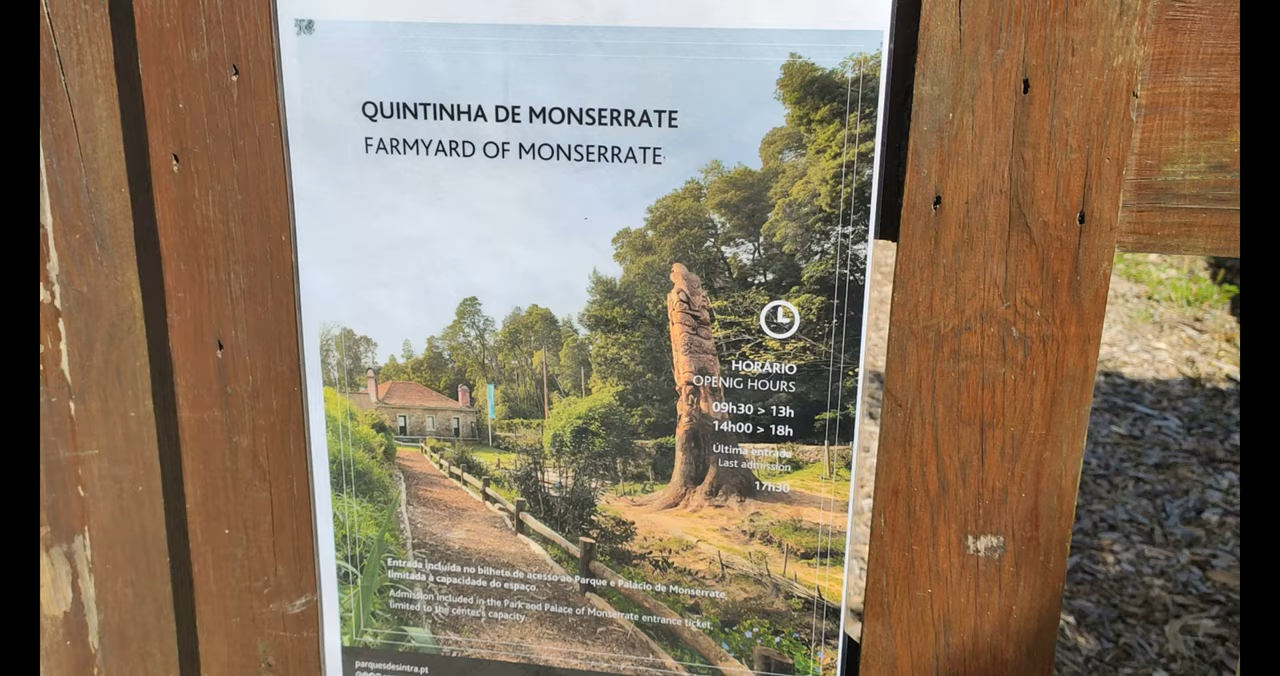 QUINTINHA DE MONSERRATE
FARMYARD OF MONSERRATE
HORÁRIO
OPENIG HOURS
09h30 > 13h
14h00 > 18h
Última entrada
Last admission
17h30
Entrada incluída no bilhete de acesso ao Parque e Palácio de Monserrate,
limitada à capacidade do espaço.
Admission included in the Park and Palace of Monserrate entrance ticket,
limited to the center's capacity.
parquesdesintra.pt